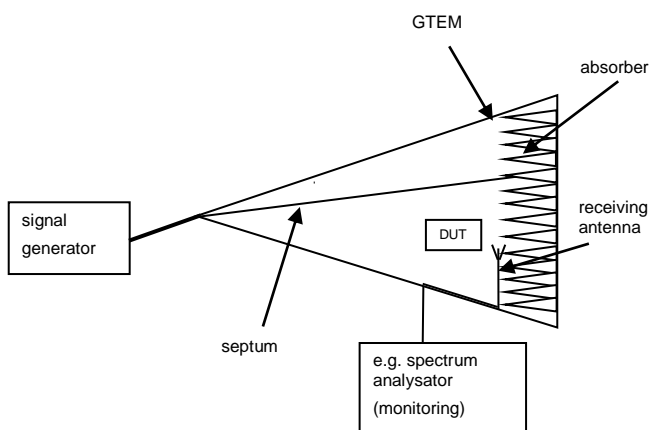 GTEM
absorber
signal
generator
DUT
receiving
antenna
septum
e.g. spectrum
analysator
(monitoring)